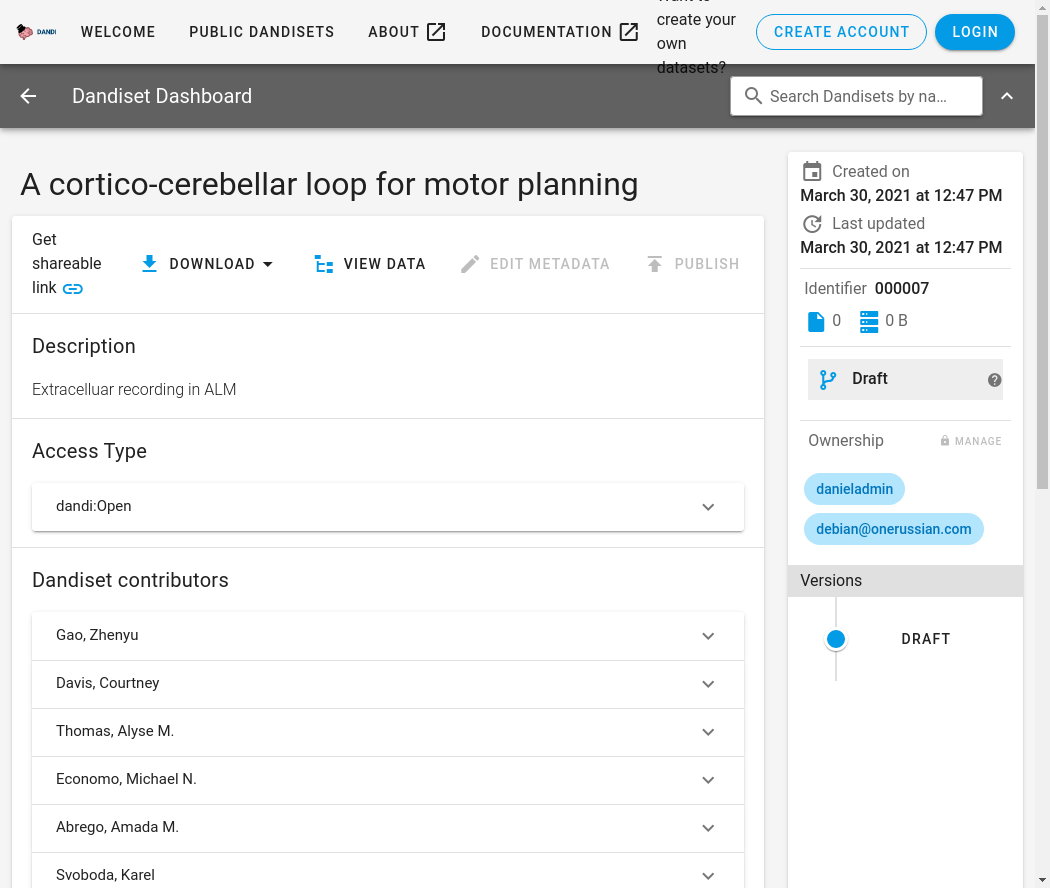 DANDI
WELCOME
PUBLIC DANDISETS
ABOUT
DOCUMENTATION
create your
own
datasets?
CREATE ACCOUNT
LOGIN
Dandiset Dashboard
Search Dandisets by na...
A cortico-cerebellar loop for motor planning
Get
shareable
link
DOWNLOAD
VIEW DATA
EDIT METADATA
PUBLISH
Description
Extracelluar recording in ALM
Access Type
dandi:Open
Dandiset contributors
Gao, Zhenyu
Davis, Courtney
Thomas, Alyse M.
Economo, Michael N.
Abrego, Amada M.
Svoboda, Karel
Created on
March 30, 2021 at 12:47 PM
Last updated
March 30, 2021 at 12:47 PM
Identifier 000007
0 0 B
Draft
Ownership MANAGE
danieladmin
debian@onerussian.com
Versions
DRAFT